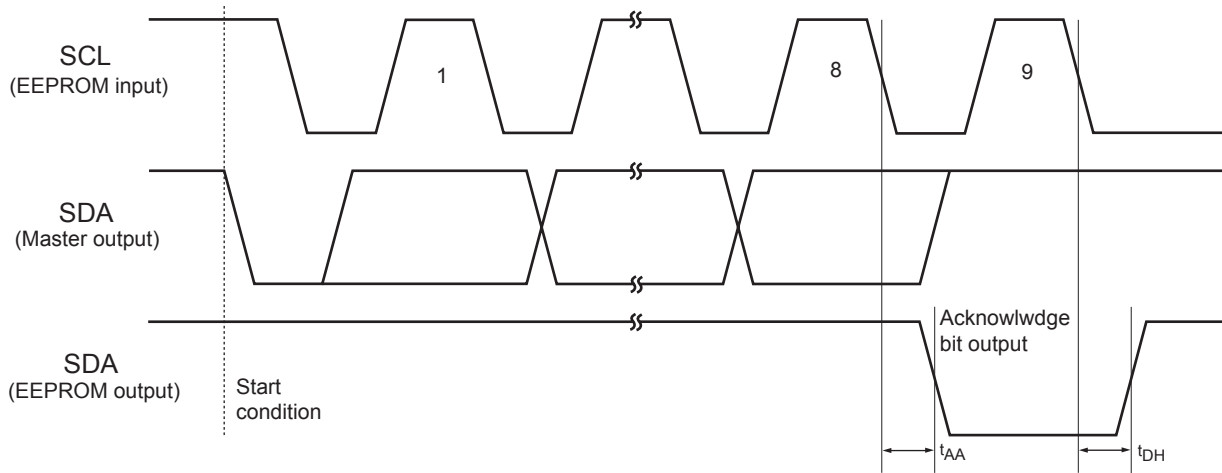 SCL
(EEPROM input)
1
8
9
SDA
(Master output)
SDA
(EEPROM output)
Start
condition
Acknowlwdge
bit output
tAA
tDH